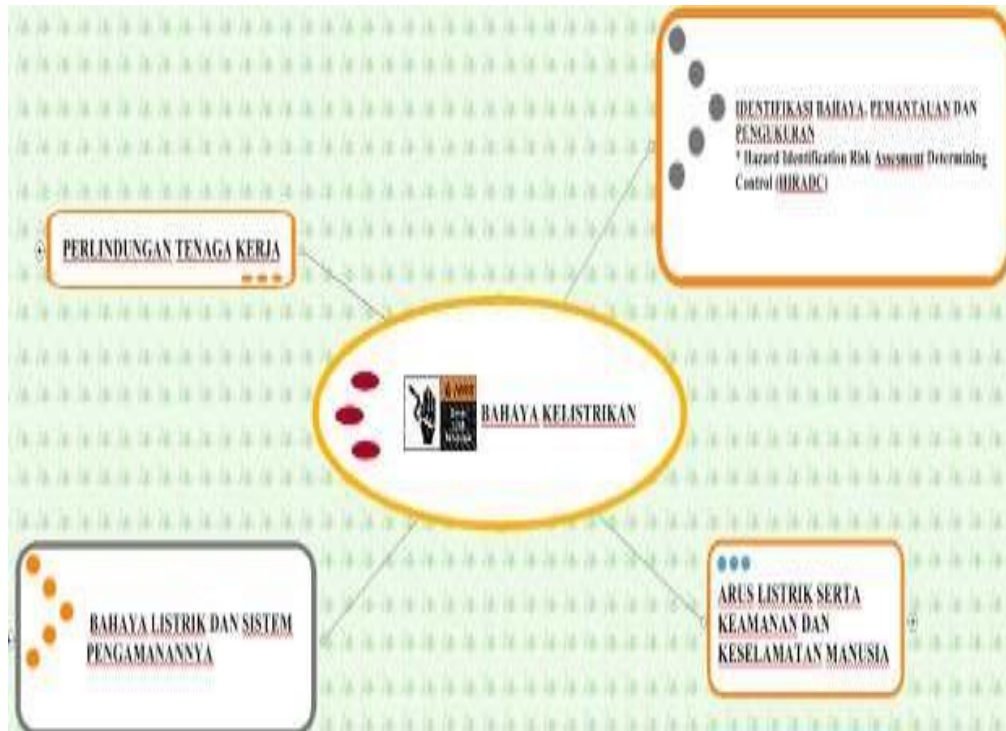 IDENTIFIKASI BAHAYA, PEMANTAUAN DAN
PENGUKURAN
* Hazard Identification Risk Assesment Determining
Control (HIRADC)
PERLINDUNGAN TENAGA KERJA
BAHAYA KELISTRIKAN
BAHAYA LISTRIK DAN SISTEM
PENGAMANANNYA
ARUS LISTRIK SERTA
KEAMANAN DAN
KESELAMATAN MANUSIA